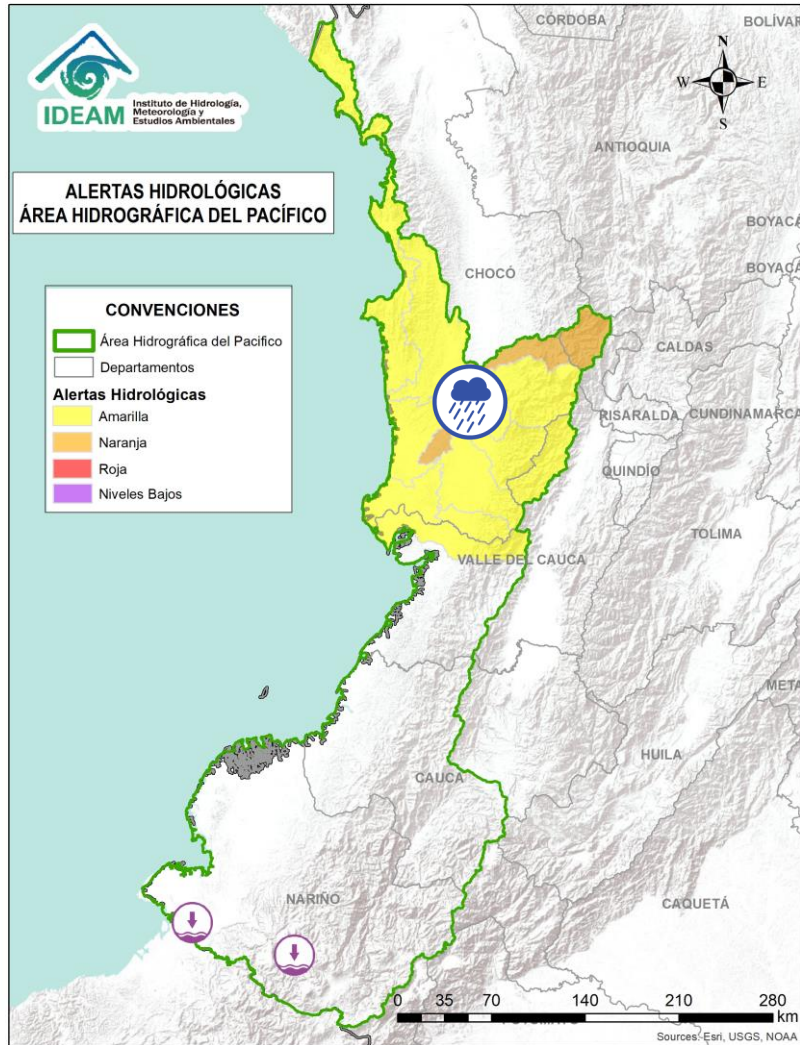 CÓRDOBA
BOLÍVAR
N
W
E
S
IDEAM
Instituto de Hidrología,
Meteorología y
Estudios Ambientales
ANTIOQUIA
ALERTAS HIDROLÓGICAS
ÁREA HIDROGRÁFICA DEL PACÍFICO
BOYACÁ
BOYACÁ
CHOCÓ
CONVENCIONES
Área Hidrográfica del Pacifico
Departamentos
Alertas Hidrológicas
Amarilla
Naranja
Roja
Niveles Bajos
CALDAS
RISARALDA
CUNDINAMARCA
QUINDÍO
TOLIMA
VALLE DEL CAUCA
META
HUILA
CAUCA
NARIÑO
CAQUETÁ
0 35 70 140 210 280
km
Sources: Esri, USGS, NOAA